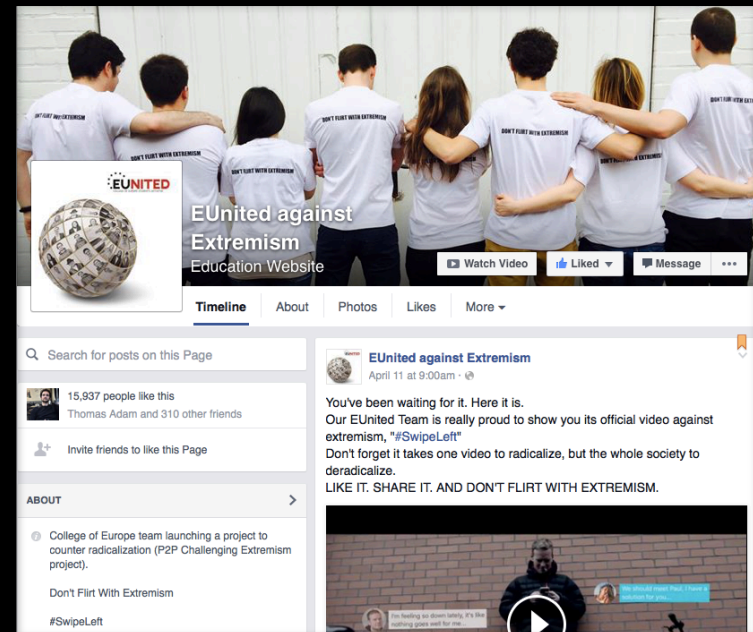 DON'T FLIRT WITH EXTREMISM
DON'T FLIRT WITH EXTREMISM
DON'T FLIRT WITH EXTREMISM
DON'T FLIRT WITH EXTREMISM
DON'T FLIRT WITH EXTREMISM
EUNITED
EUnited against
Extremism
Education Website
Watch Video
Liked
Message
Timeline
About
Photos
Likes
More
Search for posts on this Page
15,937 people like this
Thomas Adam and 310 other friends
Invite friends to like this Page
ABOUT
College of Europe team launching a project to
counter radicalization (P2P Challenging Extremism
project).
Don't Flirt With Extremism
#SwipeLeft
EUNITED
EUnited against Extremism
April 11 at 9:00am ·
You've been waiting for it. Here it is.
Our EUnited Team is really proud to show you its official video against
extremism, "#SwipeLeft"
Don't forget it takes one video to radicalize, but the whole society to
deradicalize.
LIKE IT. SHARE IT. AND DON'T FLIRT WITH EXTREMISM.
We should meet Paul, I have a
solution for you...
I'm feeling so down lately, it's like
nothing goes well for me...